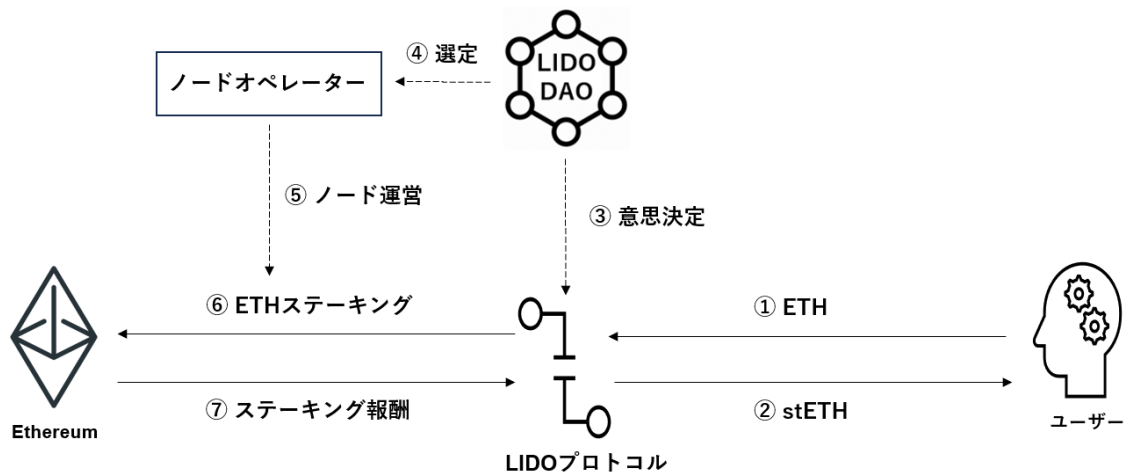 ④ 選定
LIDO
DAO
ノードオペレーター
⑤ ノード運営
③ 意思決定
⑥ ETHステーキング
① ETH
⑦ ステーキング報酬
② stETH
Ethereum
ユーザー
LIDOプロトコル